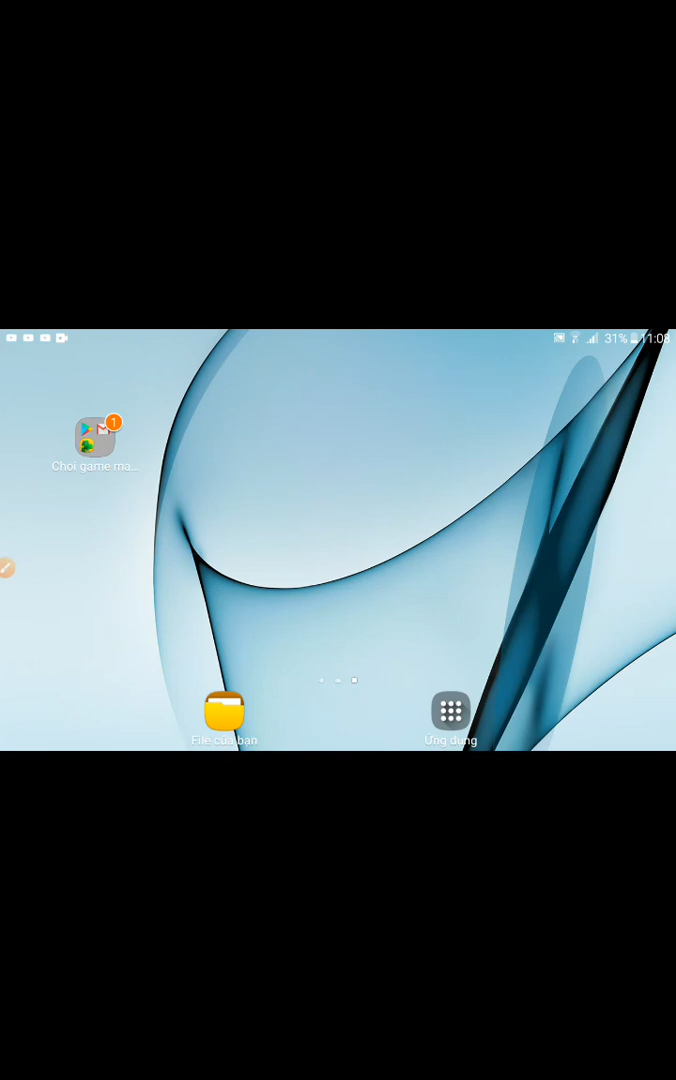 31% 11:08
1
Chơi game ma...
File của bạn
Ứng dụng